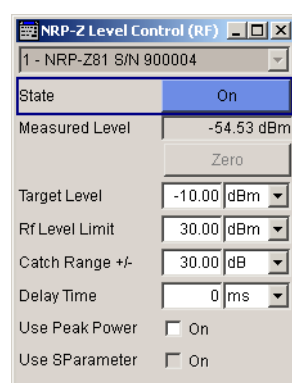 NRP-Z Level Control (RF)
1 - NRP-Z81 S/N 900004
State On
Measured Level -54.53 dBm
Zero
Target Level -10.00 dBm
Rf Level Limit 30.00 dBm
Catch Range +/- 30.00 dB
Delay Time 0 ms
Use Peak Power On
Use SParameter On